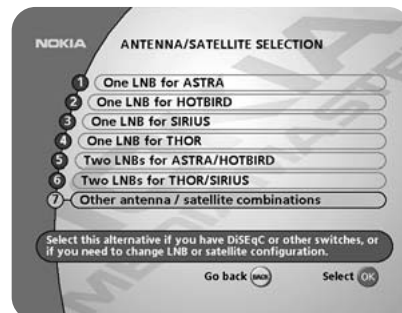 NOKIA
ANTENNA/SATELLITE SELECTION
1 One LNB for ASTRA
2 One LNB for HOTBIRD
3 One LNB for SIRIUS
4 One LNB for THOR
5 Two LNBs for ASTRA/HOTBIRD
6 Two LNBs for THOR/SIRIUS
7 Other antenna / satellite combinations
Select this alternative if you have DiSEqC or other switches, or
if you need to change LNB or satellite configuration.
Go back BACK Select OK